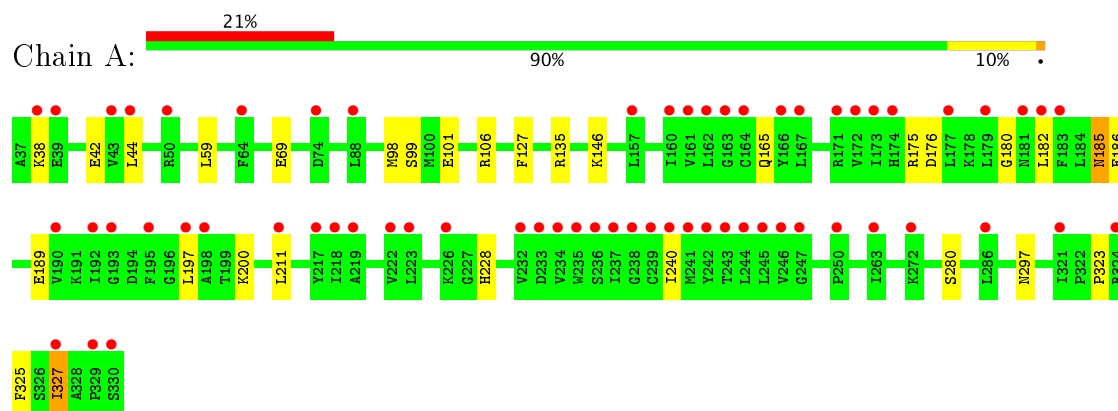 21%
Chain A:
90% 10% •
A37 K38 E39 E42 V43 L44 R50 L59 F64 E69 D74 L88 M98 S99 M100 E101 R106 F127 R135 K146 L157 I160 V161 L162 G163 G164 Q165 Y166 L167 R171 V172 I173 H174 R175 D176 L177 K178 L179 G180 N181 L182 F183 L184 N185 E186
E189 V190 K191 I192 G193 D194 F195 G196 L197 A198 T199 K200 L211 Y217 I218 A219 V222 L223 K226 G227 H228 V232 D233 V234 W235 S236 I237 G238 C239 I240 M241 Y242 T243 L244 L245 V246 G247 P250 I263 K272 S280 L286 N297 I321 P322 P323 R324
F325 S326 I327 A328 P329 S330